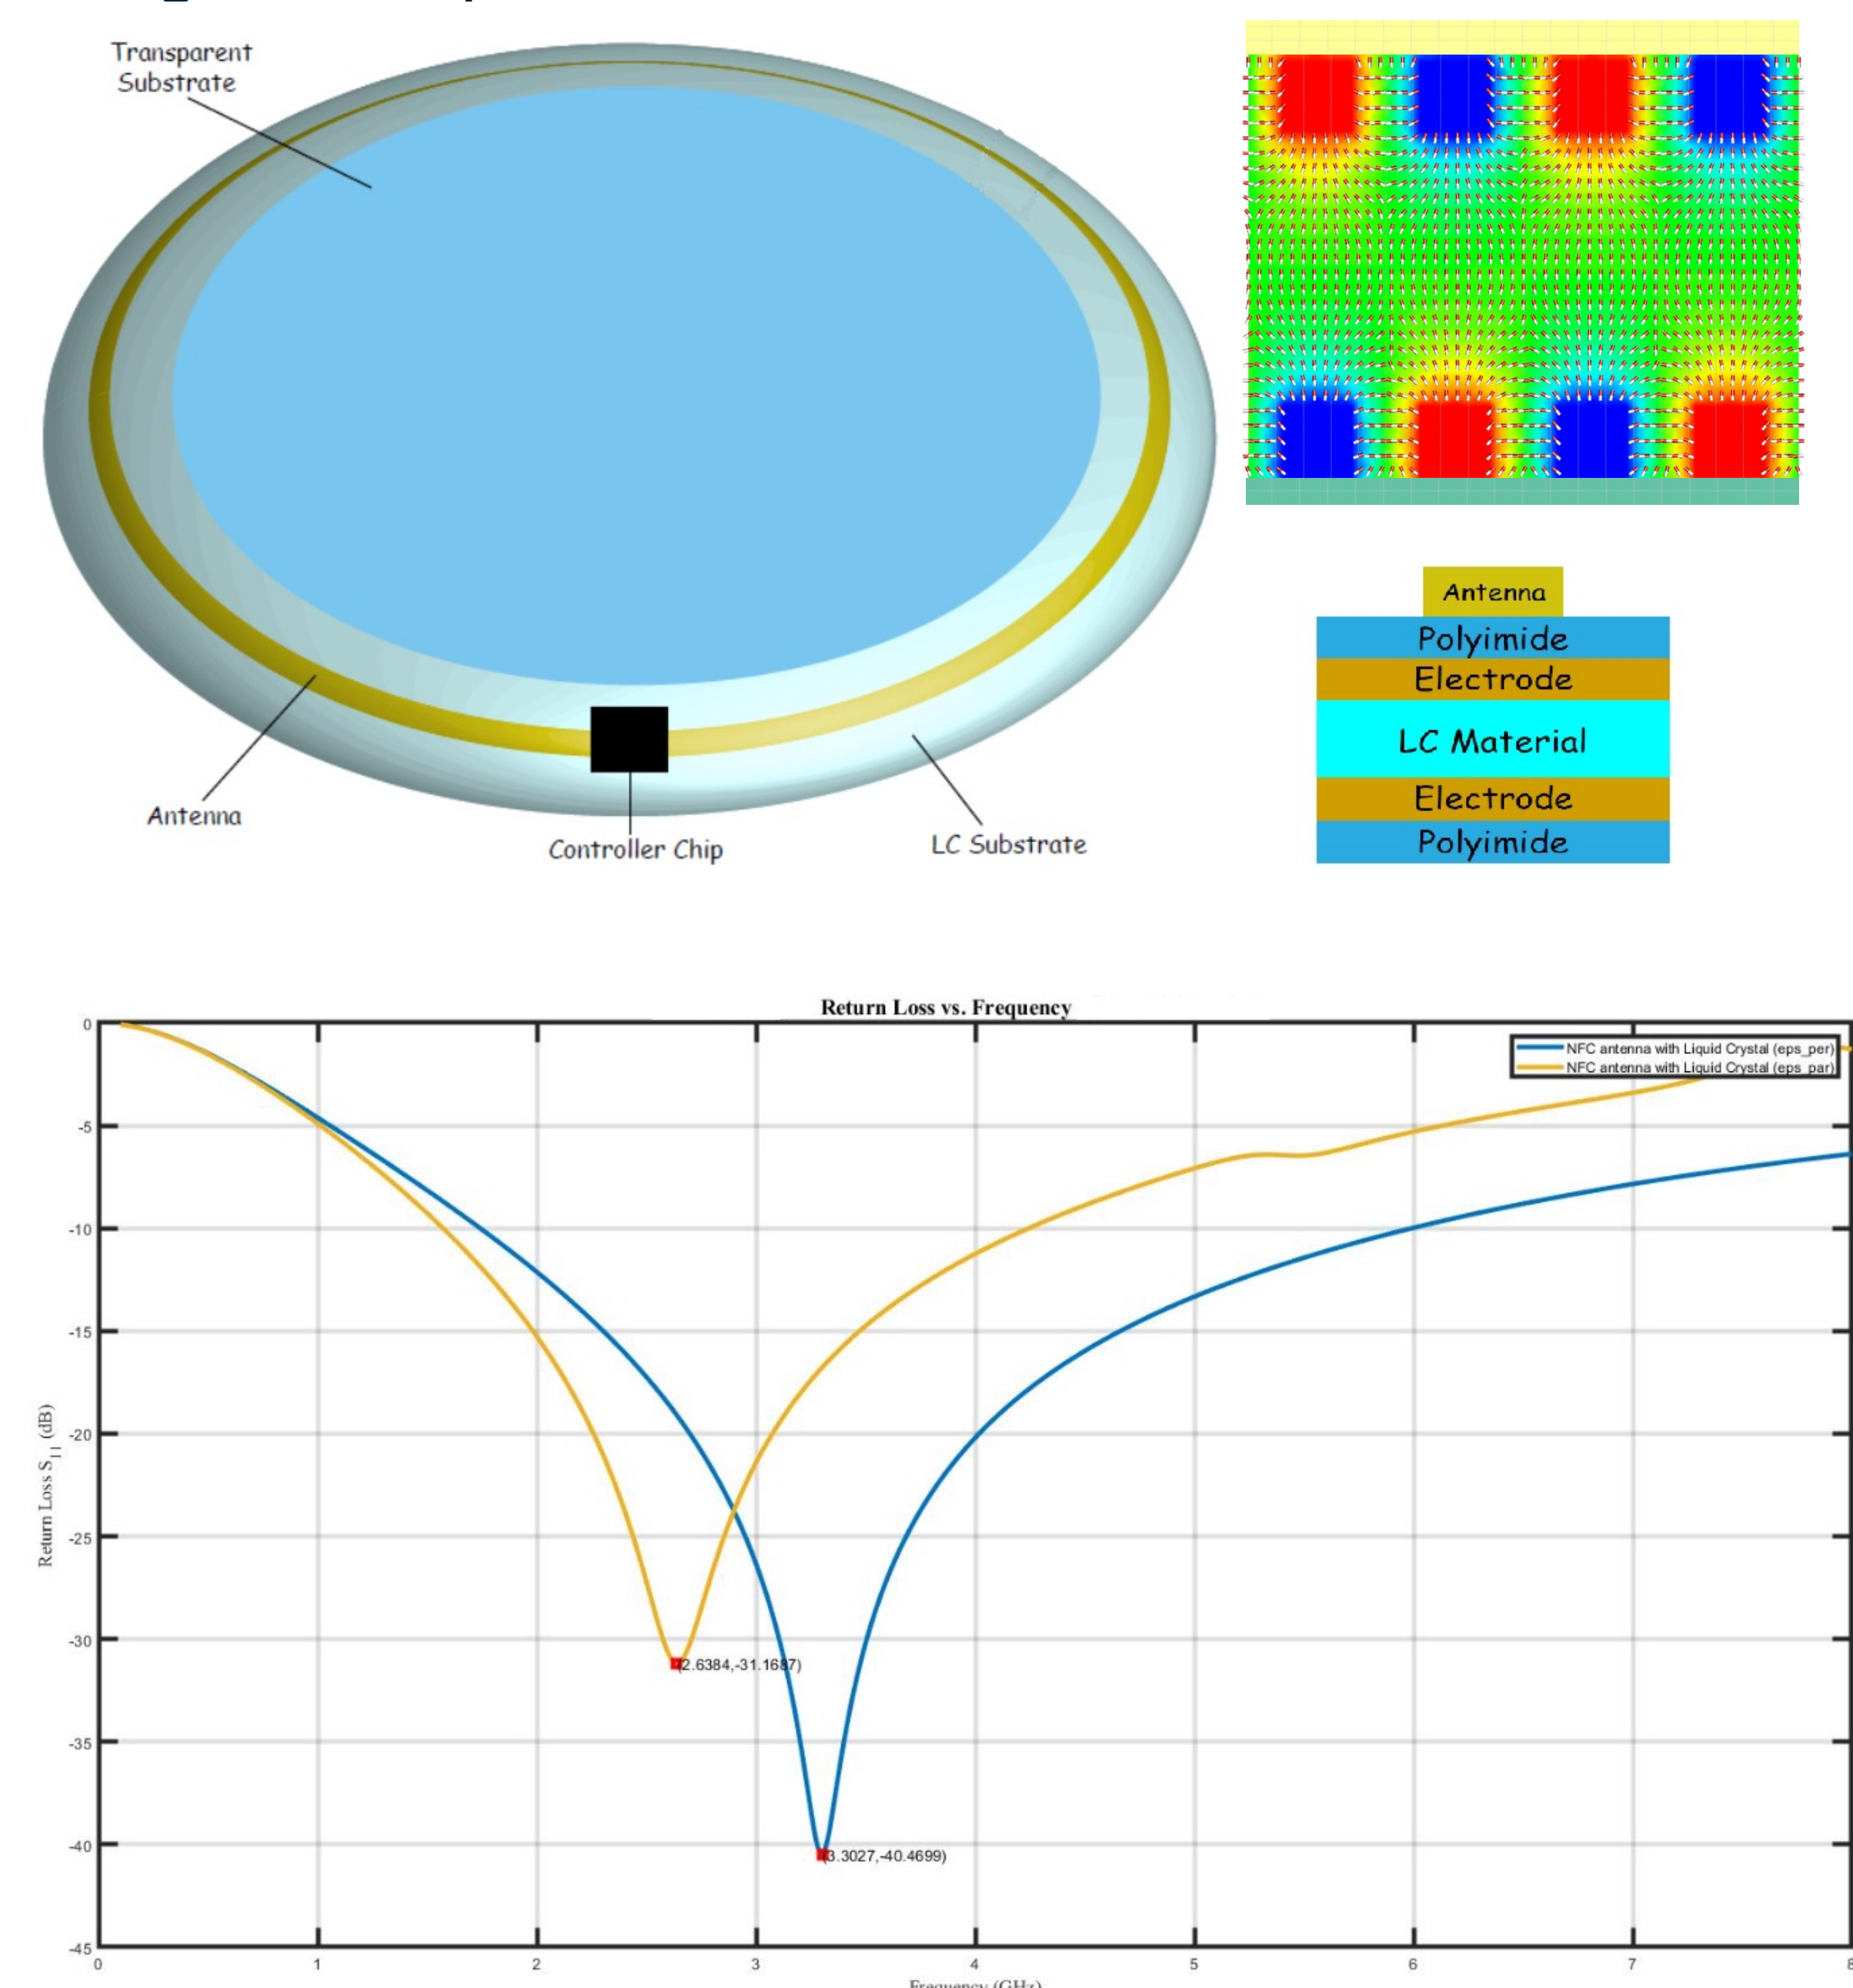 Transparent
Substrate
Antenna
Controller Chip
LC Substrate
Antenna
Polyimide
Electrode
LC Material
Electrode
Polyimide
Return Loss vs. Frequency
NFC antenna with Liquid Crystal (eps_per)
NFC antenna with Liquid Crystal (eps_par)
Return Loss S11 (dB)
0
-5
-10
-15
-20
-25
-30
-35
-40
-45
(2.6384,-31.1687)
(3.3027,-40.4699)
0 1 2 3 4 5 6 7 8
Frequency (GHz)